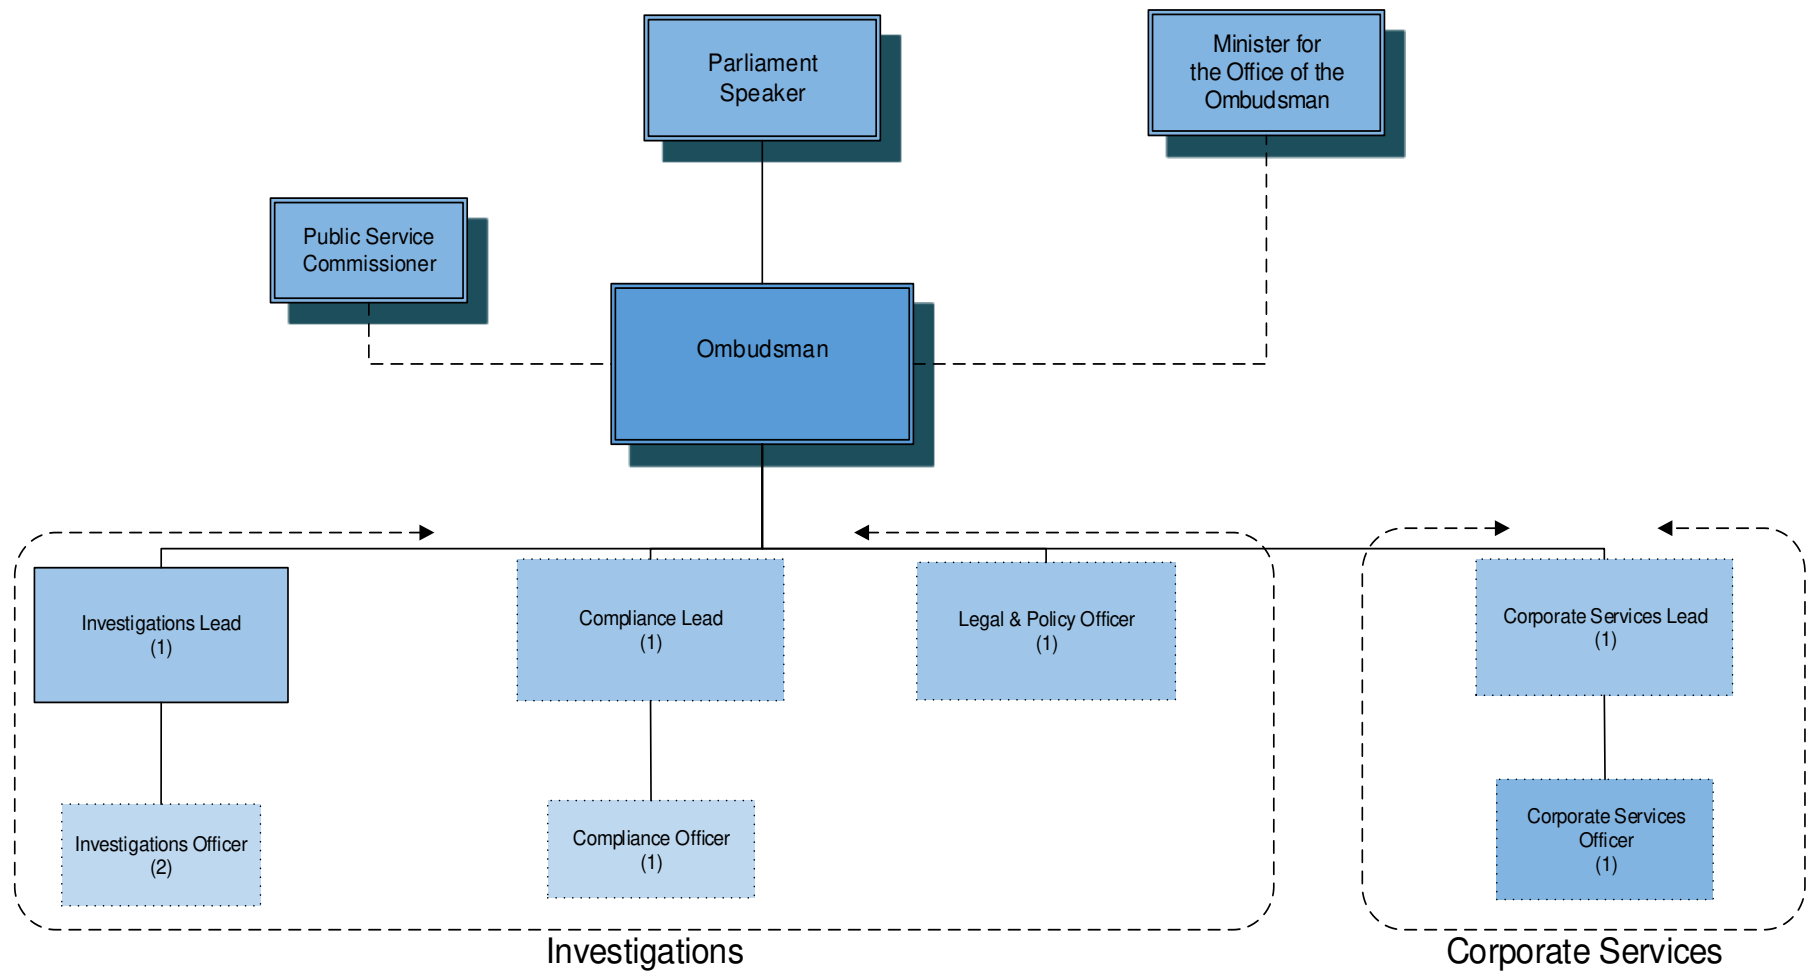 Parliament
Speaker
Minister for
the Office of the
Ombudsman
Public Service
Commissioner
Ombudsman
Investigations Lead
(1)
Compliance Lead
(1)
Legal & Policy Officer
(1)
Corporate Services Lead
(1)
Investigations Officer
(2)
Compliance Officer
(1)
Corporate Services
Officer
(1)
Investigations
Corporate Services